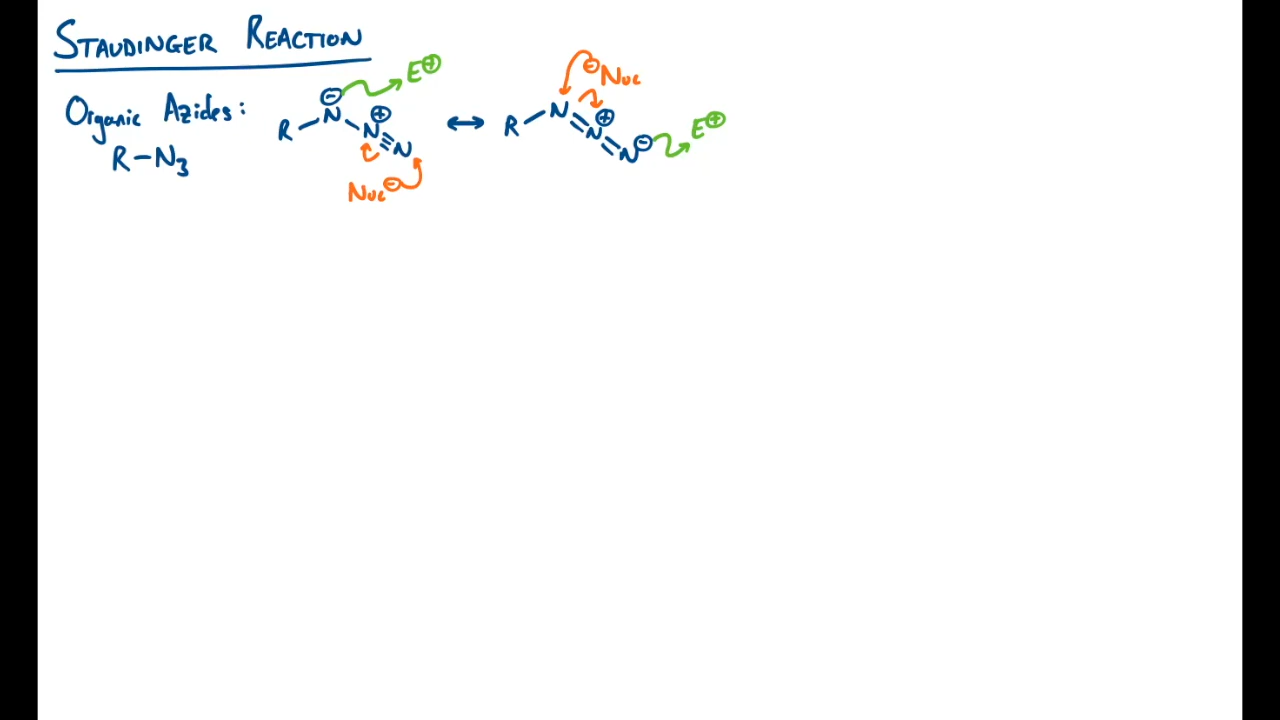 STAUDINGER REACTION
Organic Azides:
R-N3
R-N⊖-N⊕≡N
E⊕
Nuc⊖
↔
R-N=N⊕=N⊖
⊖Nuc
E⊕